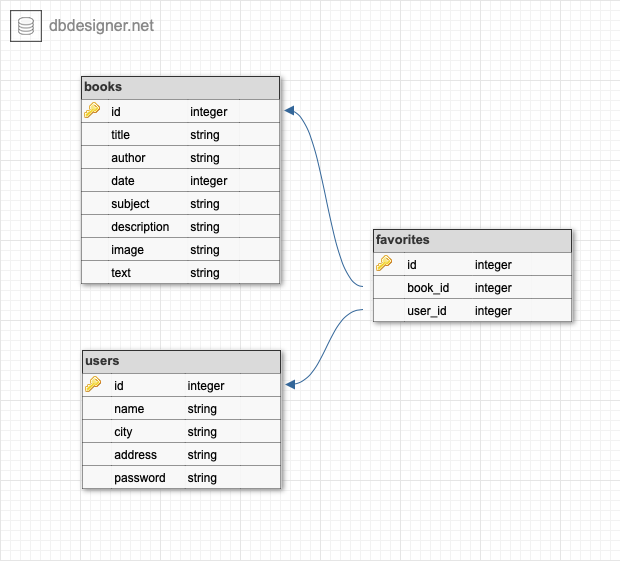 dbdesigner.net
books
id integer
title string
author string
date integer
subject string
description string
image string
text string
favorites
id integer
book_id integer
user_id integer
users
id integer
name string
city string
address string
password string